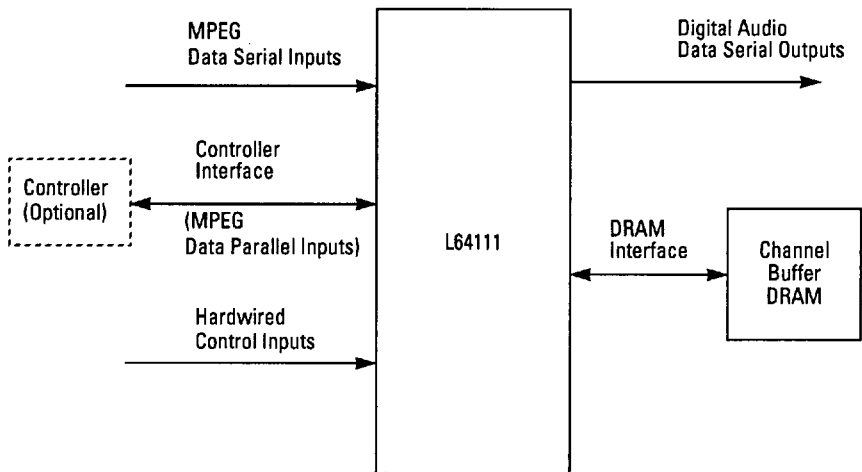 MPEG
Data Serial Inputs
Digital Audio
Data Serial Outputs
Controller
Interface
Controller
(Optional)
(MPEG
Data Parallel Inputs)
L64111
DRAM
Interface
Channel
Buffer
DRAM
Hardwired
Control Inputs